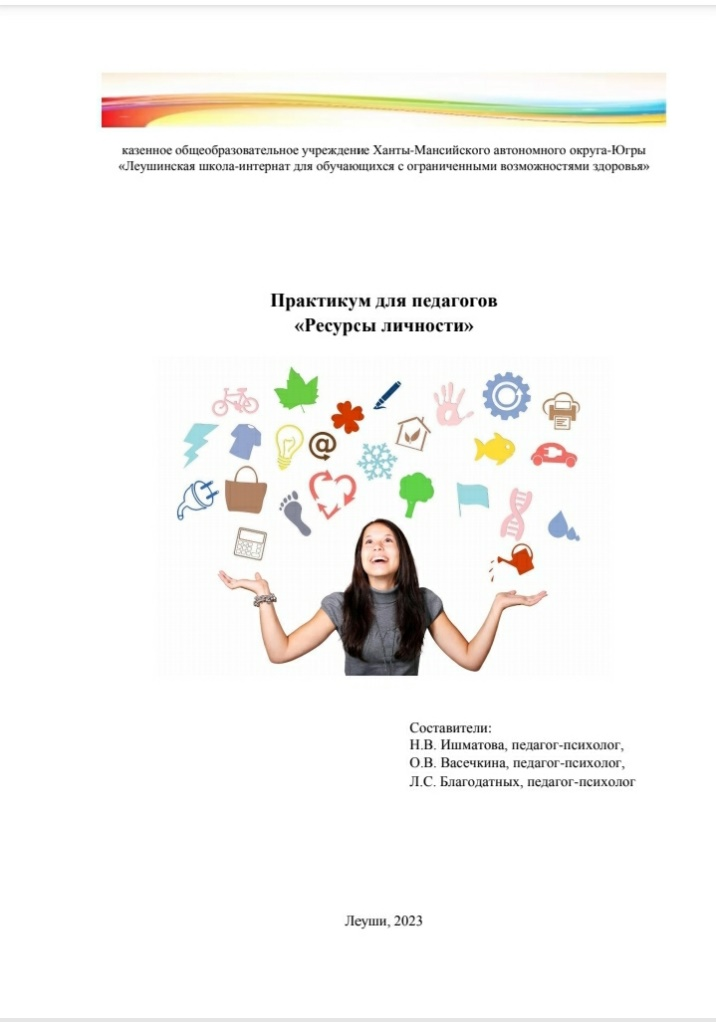 казенное общеобразовательное учреждение Ханты-Мансийского автономного округа-Югры
«Леушинская школа-интернат для обучающихся с ограниченными возможностями здоровья»
Практикум для педагогов
«Ресурсы личности»
@
Составители:
Н.В. Ишматова, педагог-психолог,
О.В. Васечкина, педагог-психолог,
Л.С. Благодатных, педагог-психолог
Леуши, 2023